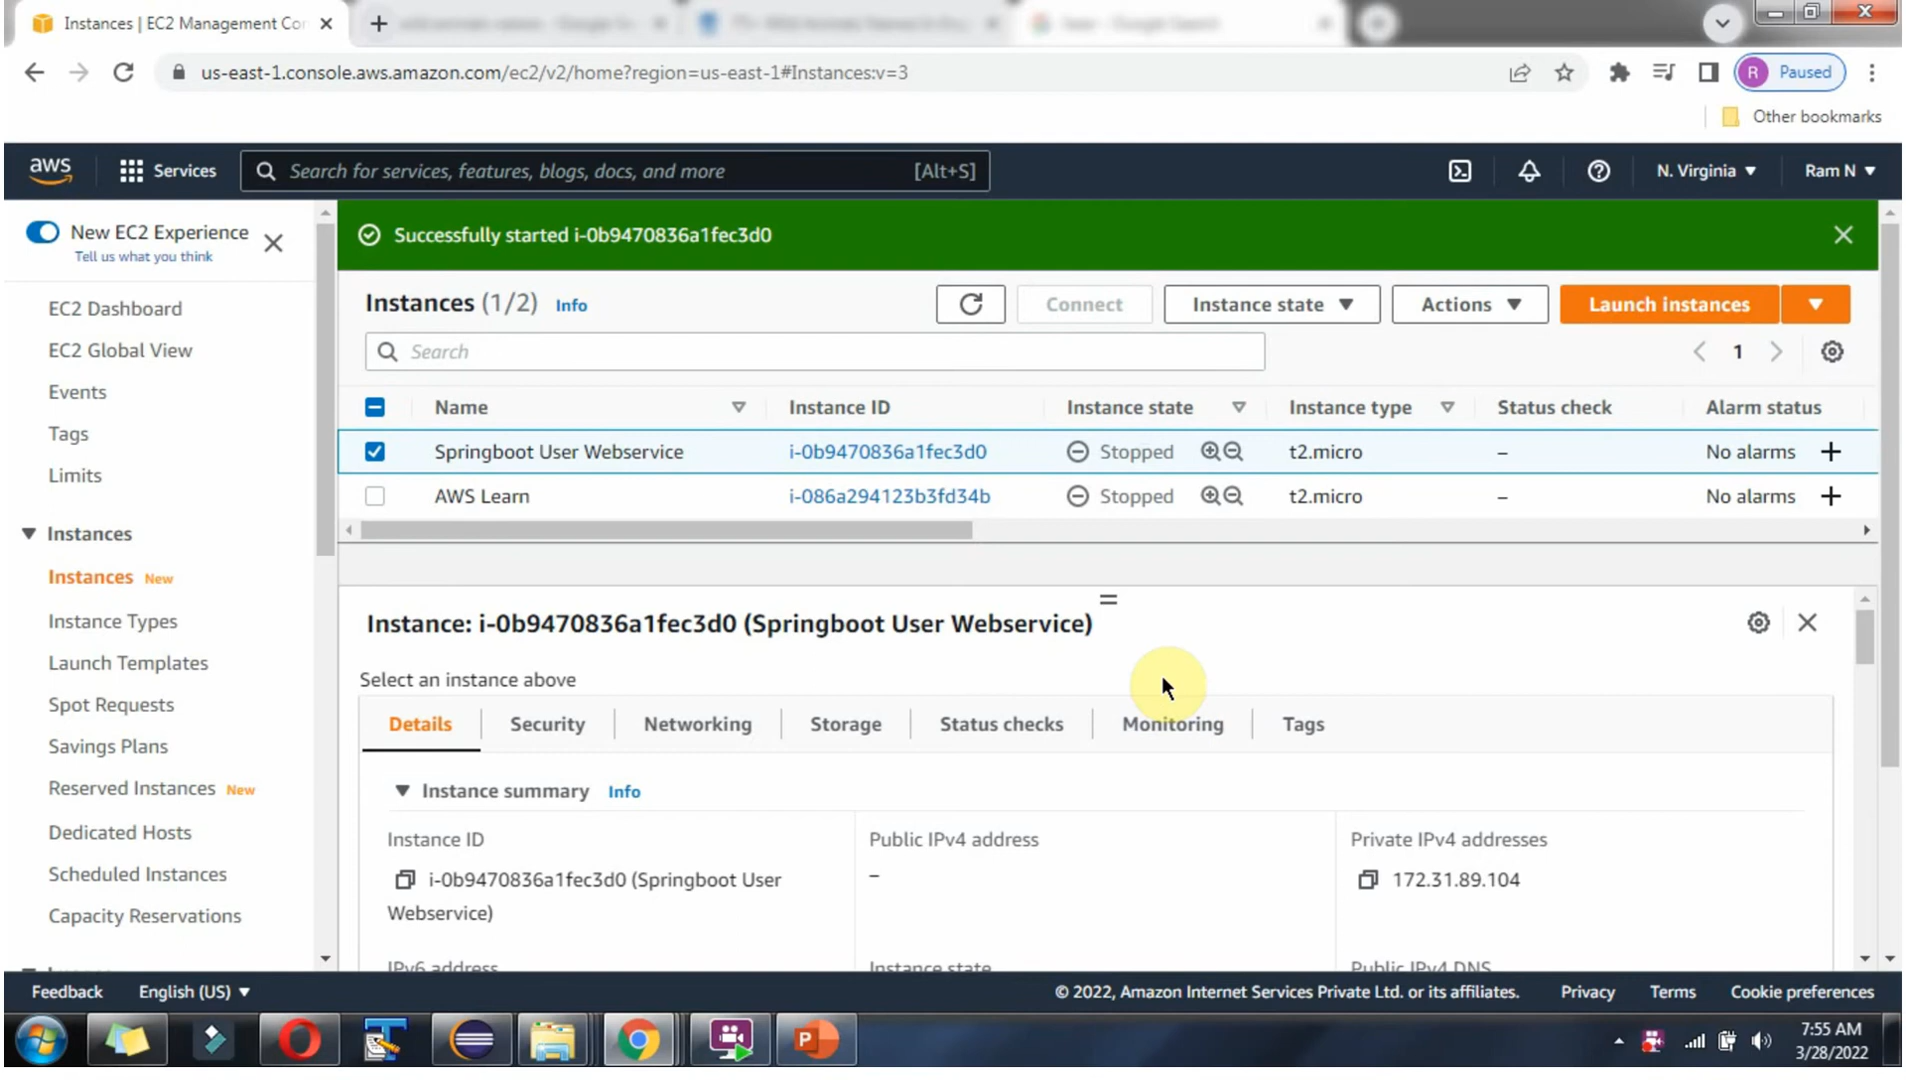 Instances | EC2 Management Cor
us-east-1.console.aws.amazon.com/ec2/v2/home?region=us-east-1#Instances:v=3
R Paused
Other bookmarks
aws Services Search for services, features, blogs, docs, and more [Alt+S] N. Virginia Ram N
New EC2 Experience
Tell us what you think
EC2 Dashboard
EC2 Global View
Events
Tags
Limits
Instances
Instances New
Instance Types
Launch Templates
Spot Requests
Savings Plans
Reserved Instances New
Dedicated Hosts
Scheduled Instances
Capacity Reservations
Successfully started i-0b9470836a1fec3d0
Instances (1/2) Info Connect Instance state Actions Launch instances
Search 1
Name Instance ID Instance state Instance type Status check Alarm status
Springboot User Webservice i-0b9470836a1fec3d0 Stopped t2.micro – No alarms +
AWS Learn i-086a294123b3fd34b Stopped t2.micro – No alarms +
Instance: i-0b9470836a1fec3d0 (Springboot User Webservice)
Select an instance above
Details Security Networking Storage Status checks Monitoring Tags
Instance summary Info
Instance ID Public IPv4 address Private IPv4 addresses
i-0b9470836a1fec3d0 (Springboot User – 172.31.89.104
Webservice)
IPv6 address Instance state Public IPv4 DNS
Feedback English (US) © 2022, Amazon Internet Services Private Ltd. or its affiliates. Privacy Terms Cookie preferences
7:55 AM
3/28/2022